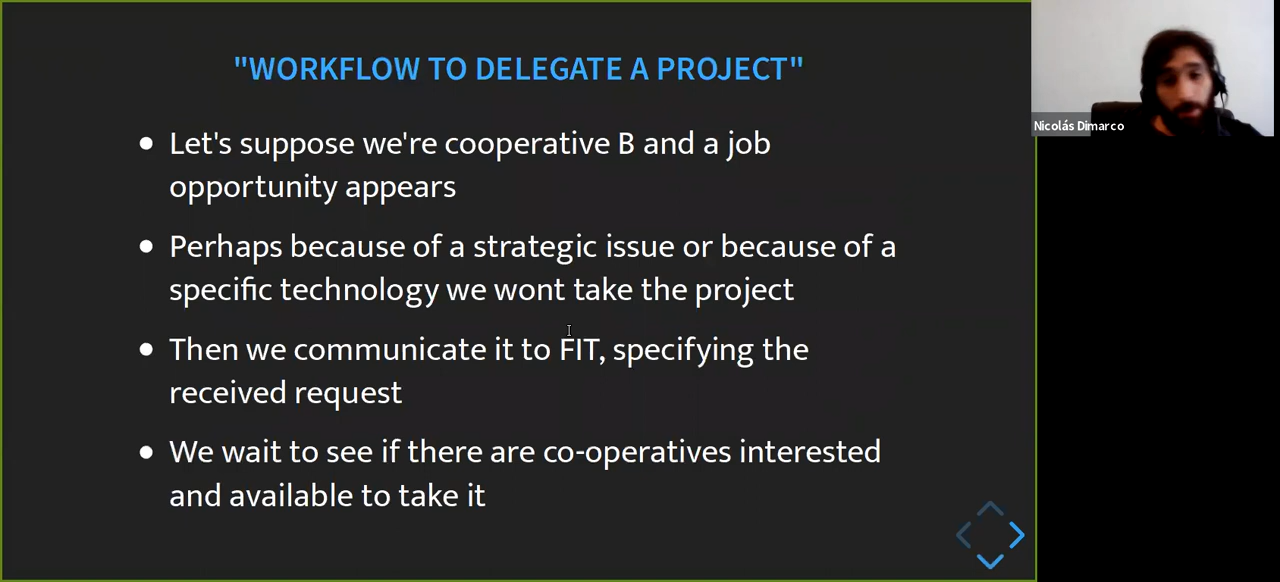 "WORKFLOW TO DELEGATE A PROJECT"
Let's suppose we're cooperative B and a job
opportunity appears
Perhaps because of a strategic issue or because of a
specific technology we wont take the project
Then we communicate it to FIT, specifying the
received request
We wait to see if there are co-operatives interested
and available to take it
Nicolás Dimarco